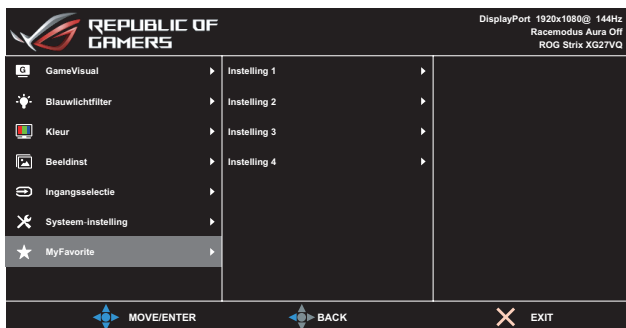 REPUBLIC OF
GAMERS
DisplayPort 1920x1080@ 144Hz
Racemodus Aura Off
ROG Strix XG27VQ
G GameVisual
Blauwlichtfilter
Kleur
Beeldinst
Ingangsselectie
Systeem-instelling
MyFavorite
Instelling 1
Instelling 2
Instelling 3
Instelling 4
MOVE/ENTER
BACK
EXIT